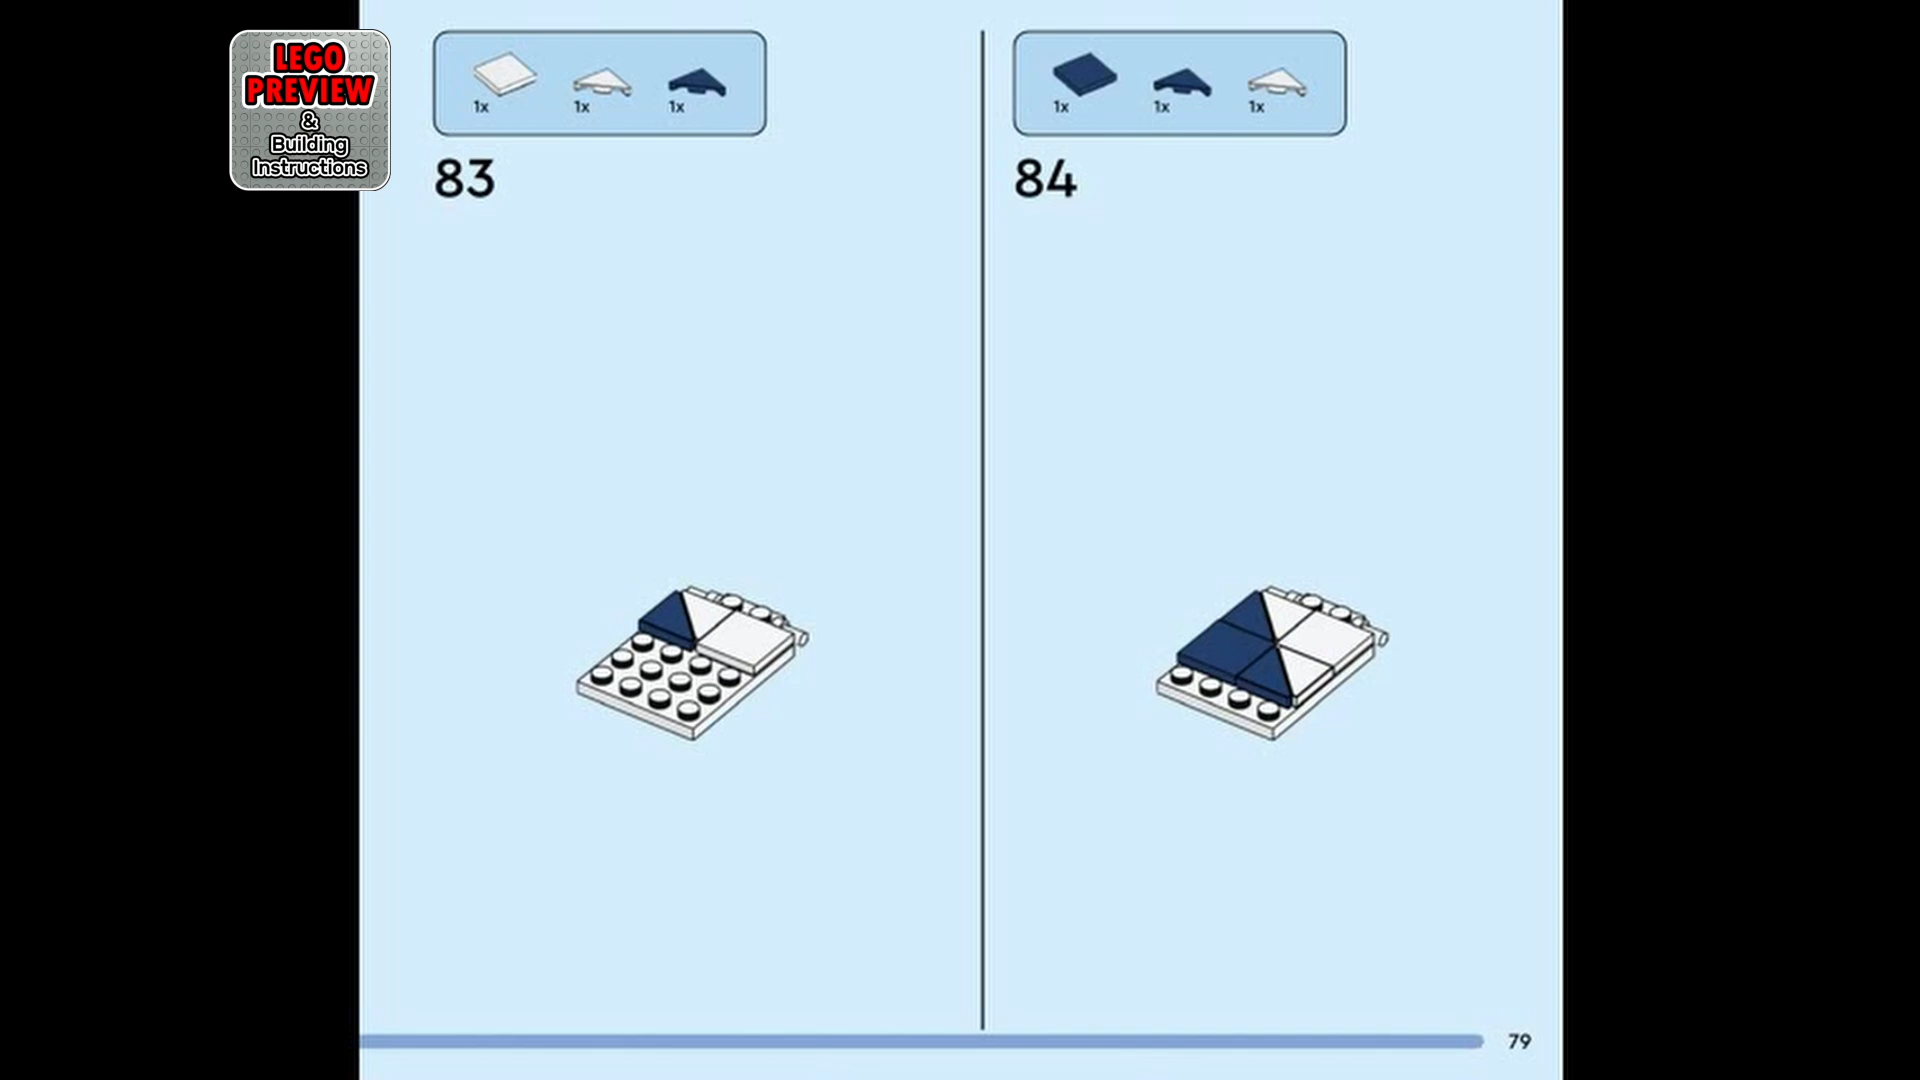 LEGO
PREVIEW
&
Building
Instructions
1x 1x 1x
83
1x 1x 1x
84
79